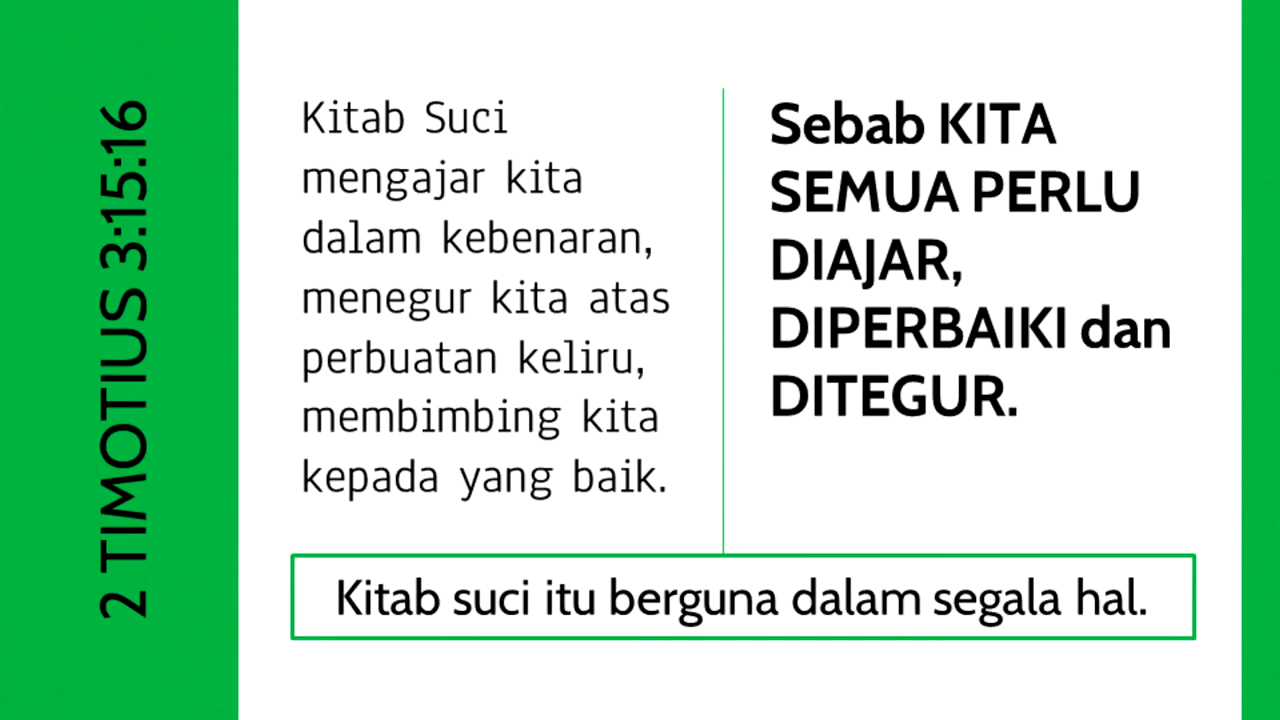 2 TIMOTIUS 3:15:16
Kitab Suci
mengajar kita
dalam kebenaran,
menegur kita atas
perbuatan keliru,
membimbing kita
kepada yang baik.
Sebab KITA
SEMUA PERLU
DIAJAR,
DIPERBAIKI dan
DITEGUR.
Kitab suci itu berguna dalam segala hal.